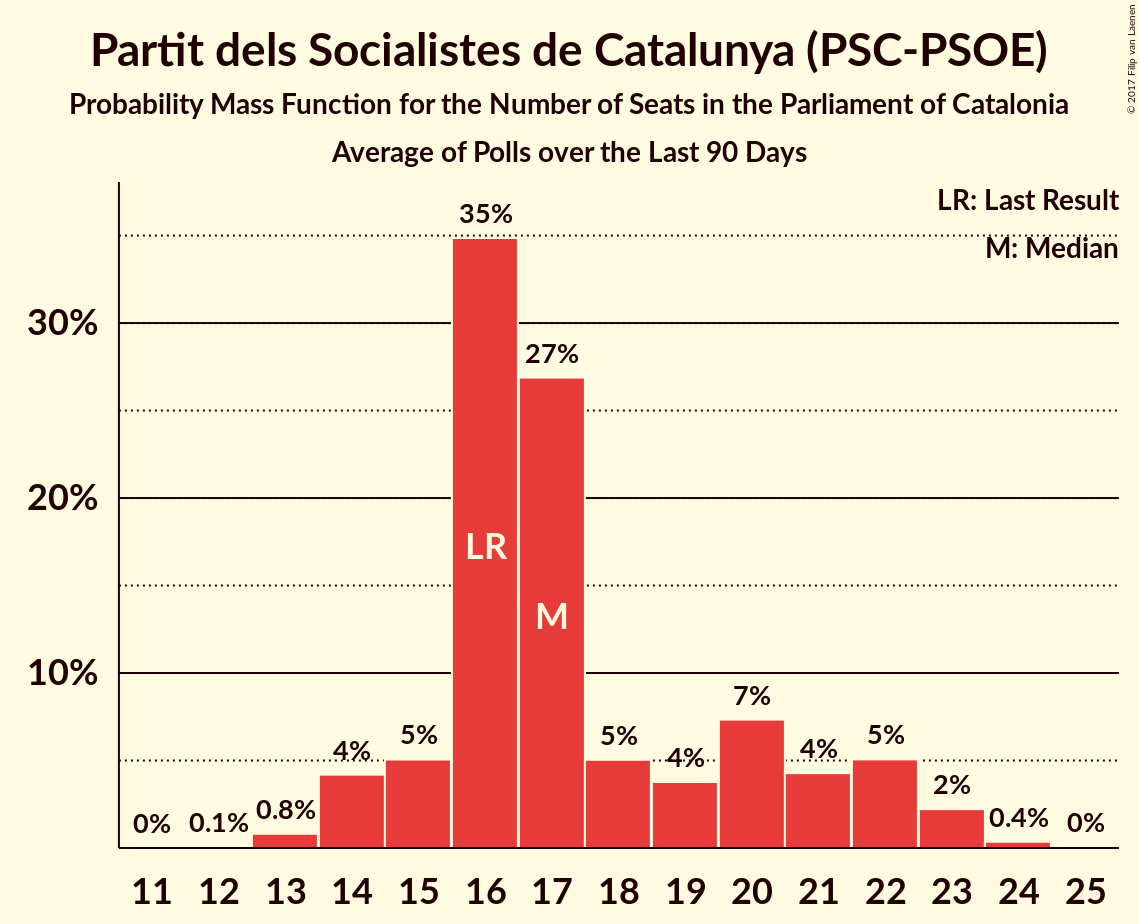 Partit dels Socialistes de Catalunya (PSC-PSOE)
Probability Mass Function for the Number of Seats in the Parliament of Catalonia
Average of Polls over the Last 90 Days
© 2017 Filip van Laenen
LR: Last Result
M: Median
35%
30%
27%
20%
LR
M
10%
7%
5%
5%
5%
4%
4%
4%
2%
0.8%
0.4%
0%
0.1%
0%
11 12 13 14 15 16 17 18 19 20 21 22 23 24 25